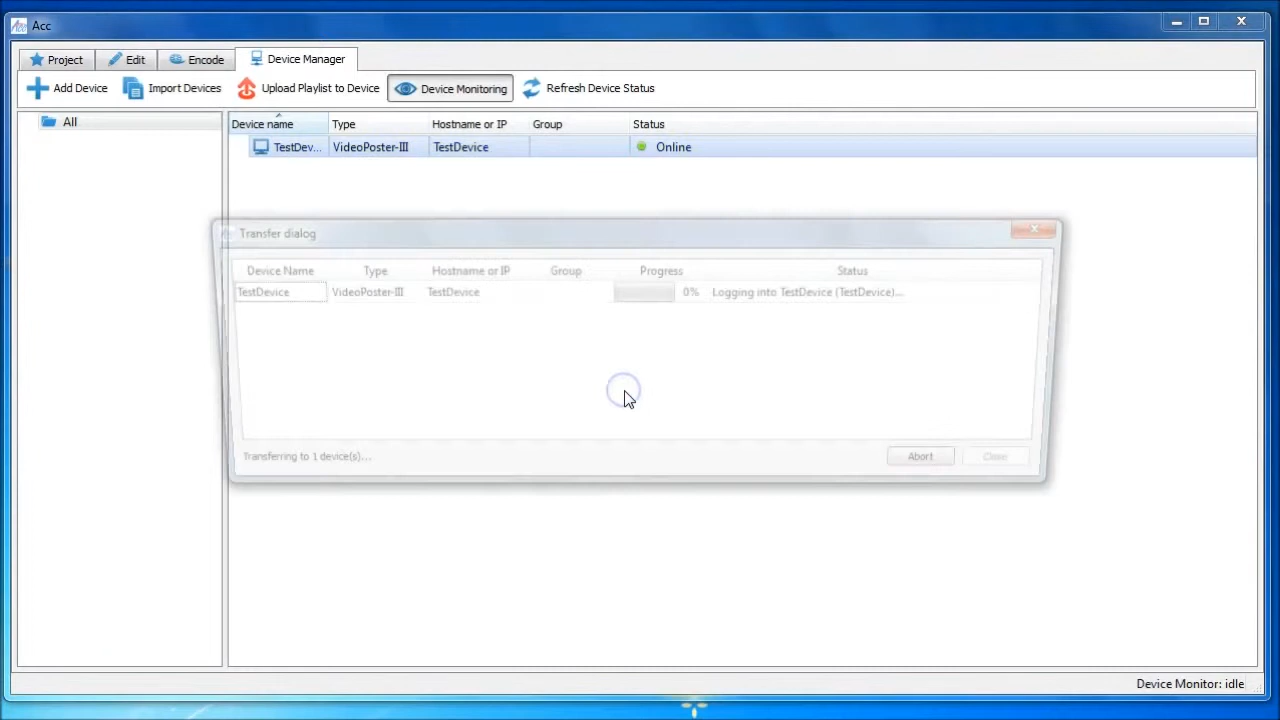 Acc
Project Edit Encode Device Manager
Add Device Import Devices Upload Playlist to Device Device Monitoring Refresh Device Status
All
Device name Type Hostname or IP Group Status
TestDev... VideoPoster-III TestDevice Online
Transfer dialog
Device Name Type Hostname or IP Group Progress Status
TestDevice VideoPoster-III TestDevice 0% Logging into TestDevice (TestDevice)...
Transferring to 1 device(s)... Abort Close
Device Monitor: idle